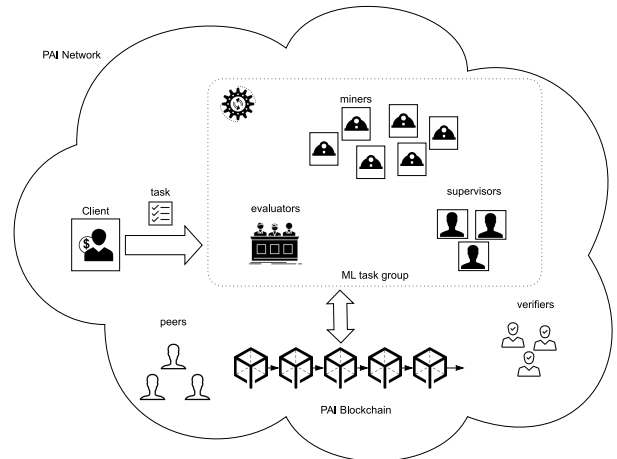 PAI Network
miners
task
Client
evaluators
supervisors
ML task group
peers
verifiers
PAI Blockchain